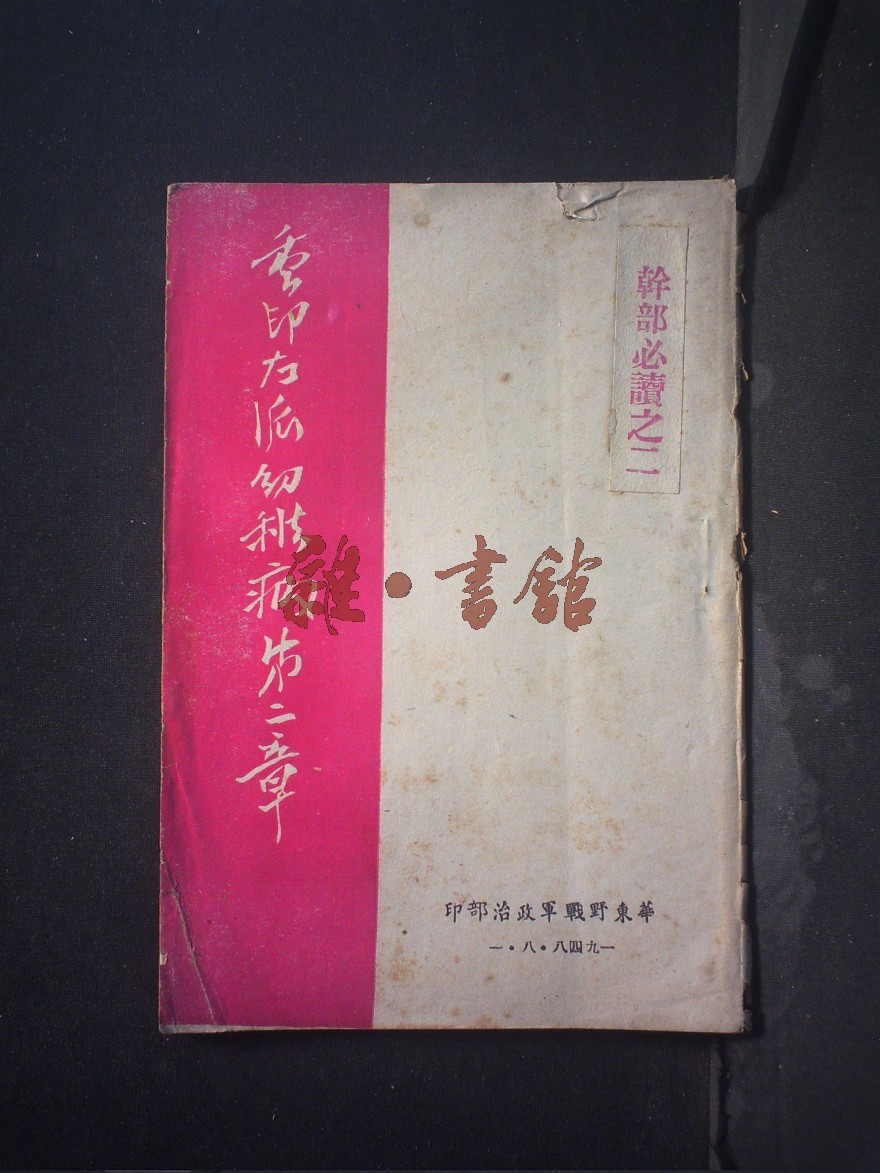 幹部必讀之二
重印左派幼稚病第二章
華東野戰軍政治部印
一九四八・八・一
雜・書館